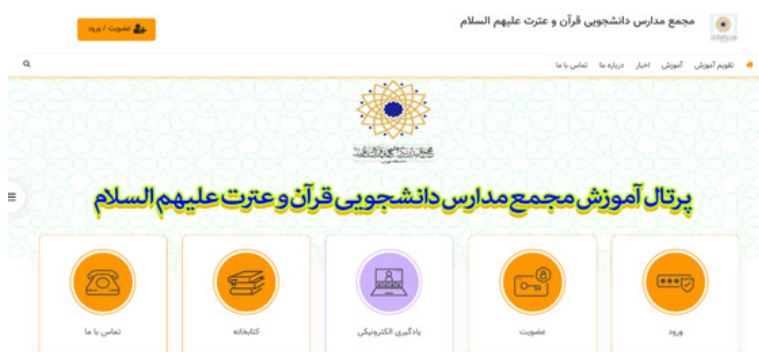 مجمع مدارس دانشجویی قرآن و عترت علیهم السلام
عضویت / ورود
تقویم آموزش آموزش اخبار درباره ما تماس با ما
پرتال آموزش مجمع مدارس دانشجویی قرآن و عترت علیهم السلام
ورود
عضویت
یادگیری الکترونیکی
کتابخانه
تماس با ما